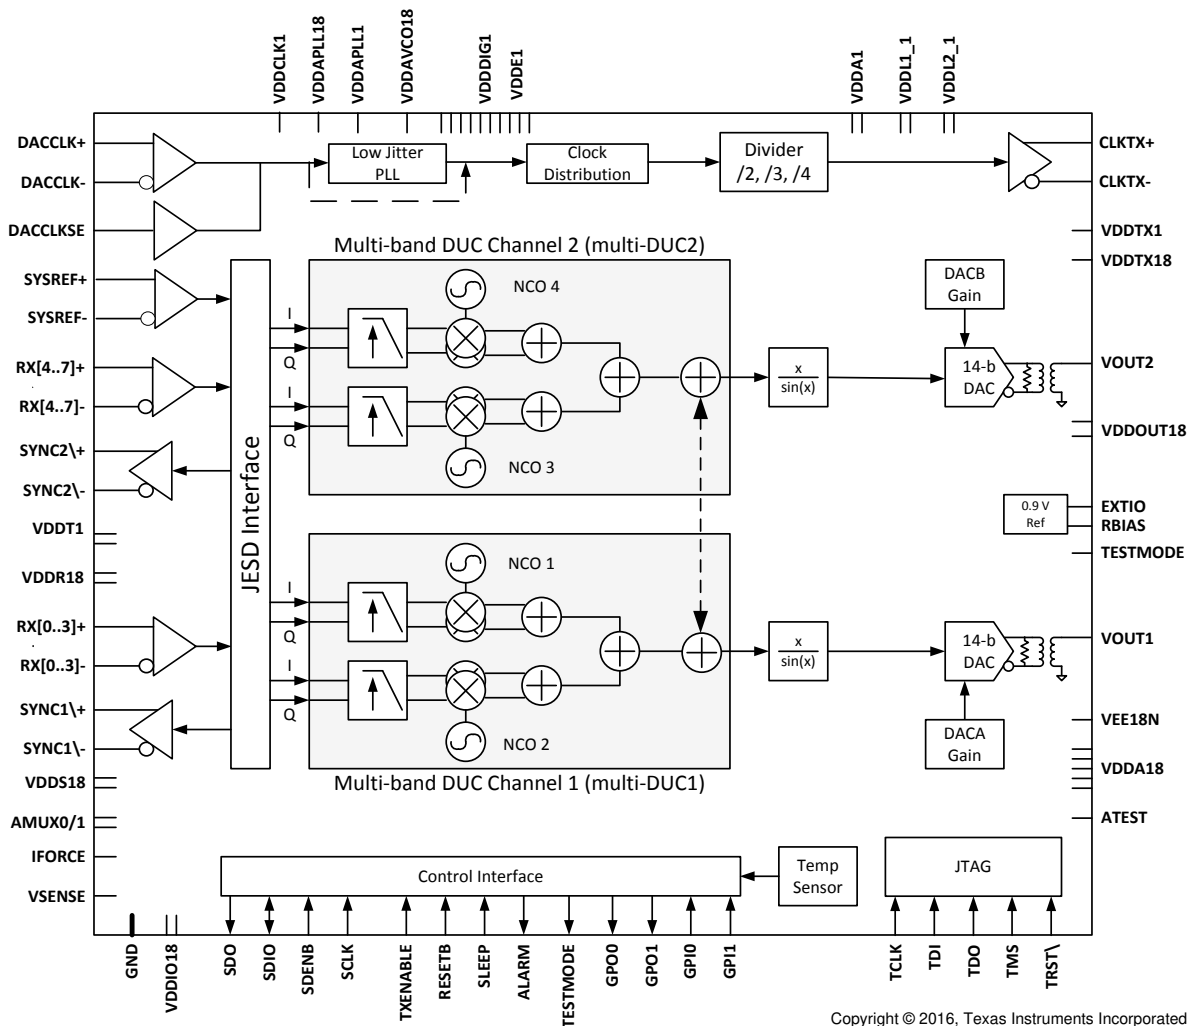 VDDCLK1
VDDAPLL18
VDDAPLL1
VDDAVCO18
VDDDIG1
VDDE1
VDDA1
VDDL1_1
VDDL2_1
DACCLK+
DACCLK-
DACCLKSE
SYSREF+
SYSREF-
RX[4..7]+
RX[4..7]-
SYNC2\+
SYNC2\-
VDDT1
VDDR18
RX[0..3]+
RX[0..3]-
SYNC1\+
SYNC1\-
VDDS18
AMUX0/1
IFORCE
VSENSE
Low Jitter
PLL
Clock
Distribution
Divider
/2, /3, /4
Multi-band DUC Channel 2 (multi-DUC2)
JESD Interface
I
Q
I
Q
NCO 4
NCO 3
x
sin(x)
DACB
Gain
14-b
DAC
0.9 V
Ref
I
Q
I
Q
NCO 1
NCO 2
x
sin(x)
14-b
DAC
DACA
Gain
Multi-band DUC Channel 1 (multi-DUC1)
Control Interface
Temp
Sensor
JTAG
CLKTX+
CLKTX-
VDDTX1
VDDTX18
VOUT2
VDDOUT18
EXTIO
RBIAS
TESTMODE
VOUT1
VEE18N
VDDA18
ATEST
GND
VDDIO18
SDO
SDIO
SDENB
SCLK
TXENABLE
RESETB
SLEEP
ALARM
TESTMODE
GPO0
GPO1
GPI0
GPI1
TCLK
TDI
TDO
TMS
TRST\
Copyright © 2016, Texas Instruments Incorporated